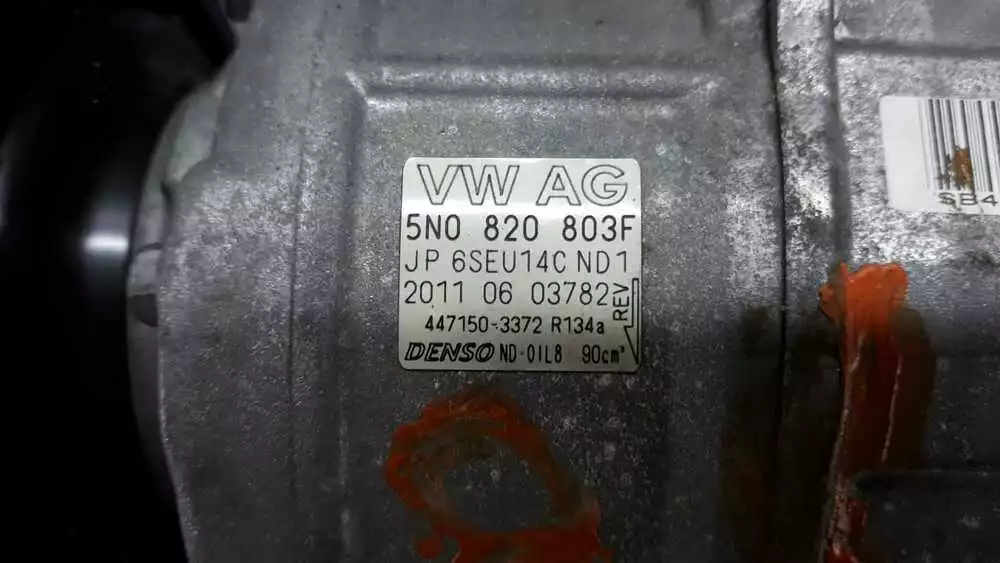 VW AG
5N0 820 803F
JP 6SEU14C ND1
2011 06 03782
REV
447150-3372 R134a
DENSO ND-OIL8 90cm³
SB4